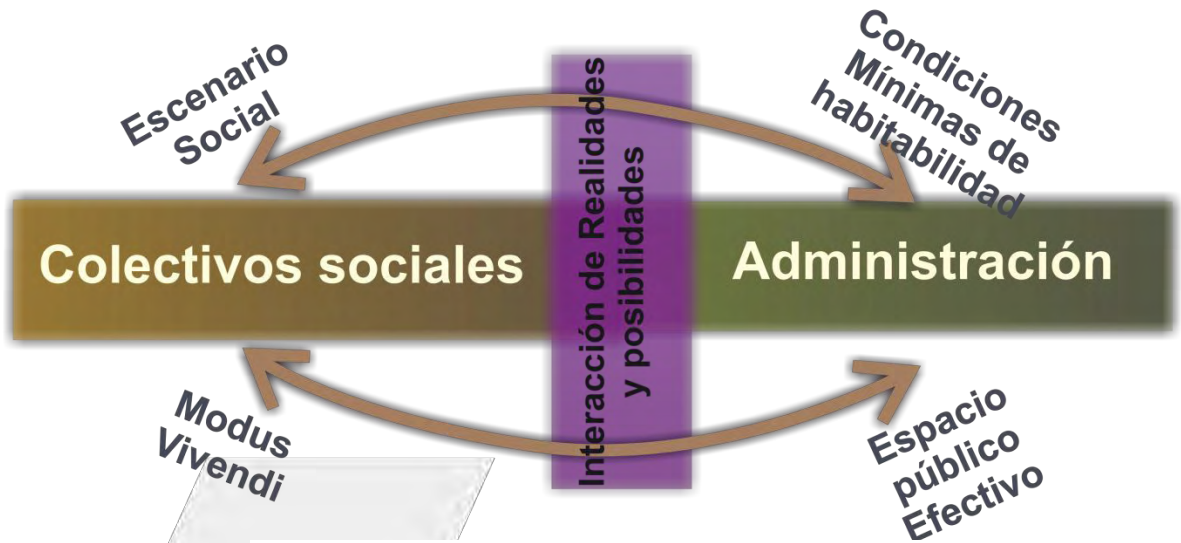 Escenario
Social
Condiciones
Mínimas de
habitabilidad
Colectivos sociales
Interacción de Realidades
y posibilidades
Administración
Modus
Vivendi
Espacio
público
Efectivo